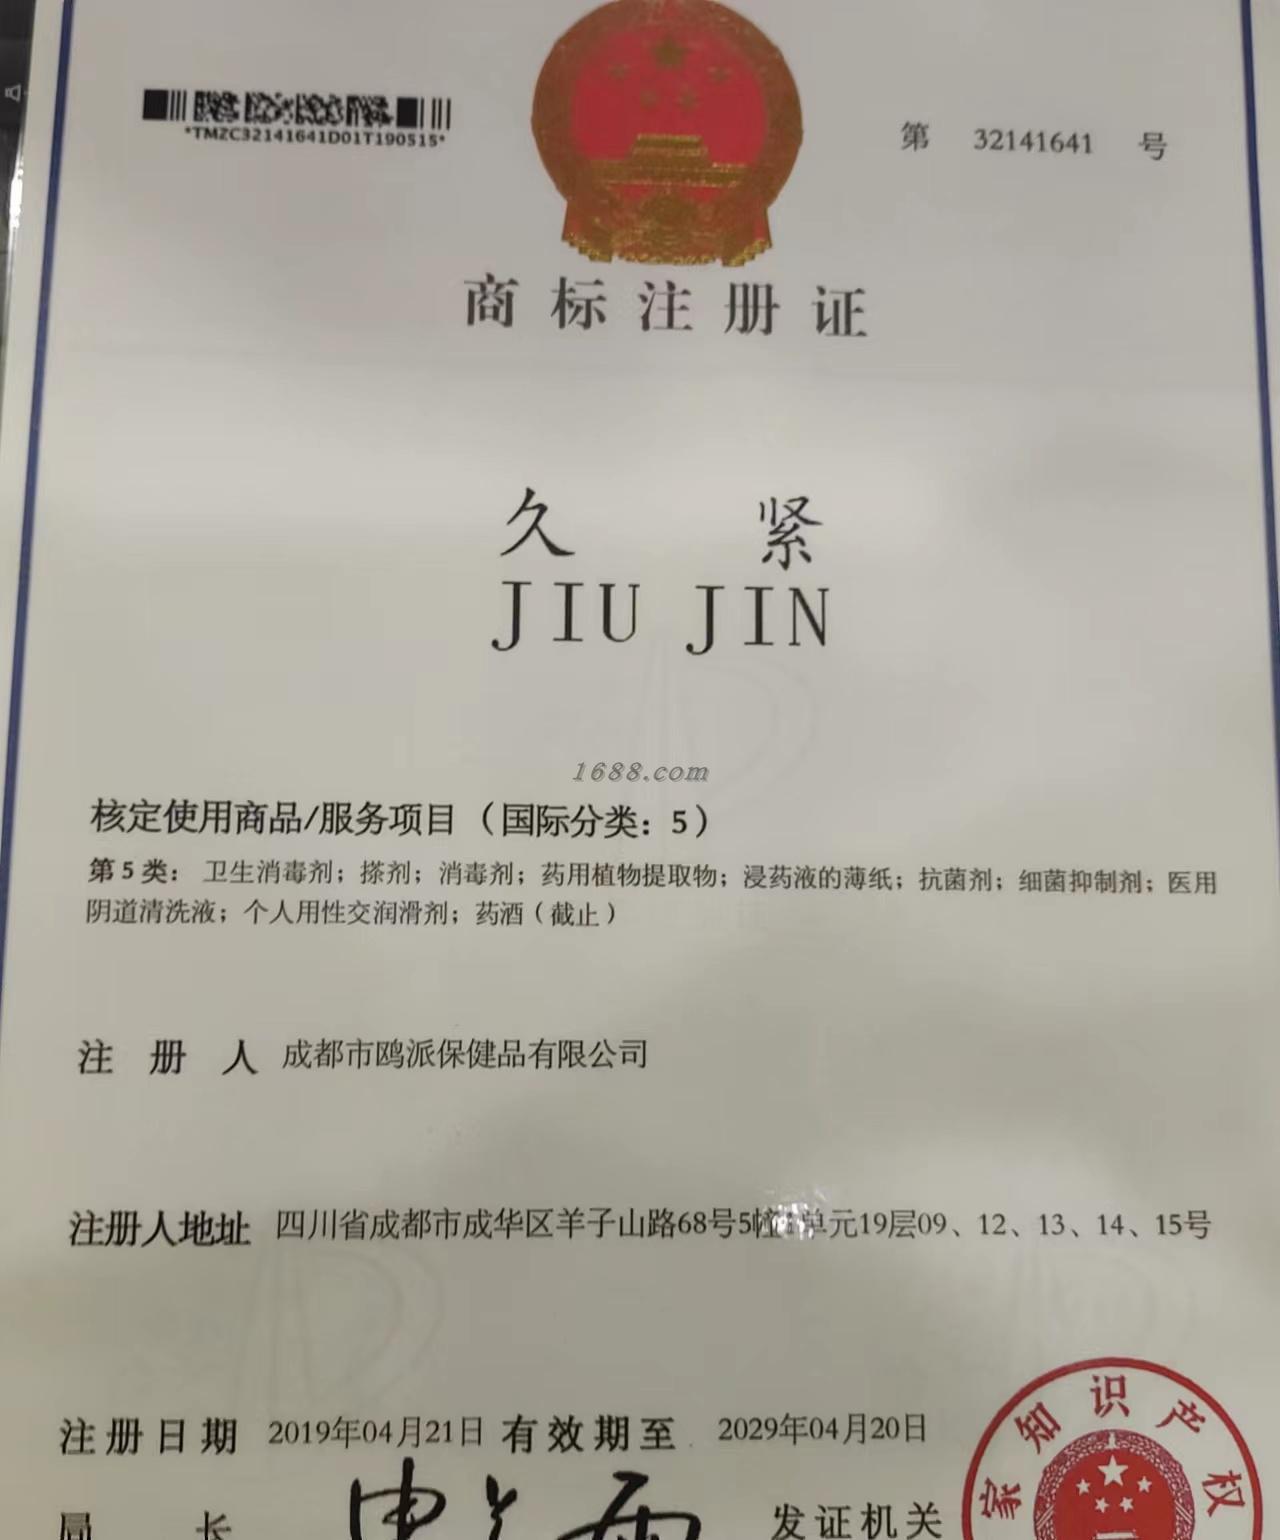 *TMZC32141641D01T190515*
第 32141641 号
商标注册证
久 紧
JIU JIN
1688.com
核定使用商品/服务项目（国际分类：5）
第5类：卫生消毒剂；搽剂；消毒剂；药用植物提取物；浸药液的薄纸；抗菌剂；细菌抑制剂；医用
阴道清洗液；个人用性交润滑剂；药酒（截止）
注 册 人 成都市鸥派保健品有限公司
注册人地址 四川省成都市成华区羊子山路68号5幢1单元19层09、12、13、14、15号
注册日期 2019年04月21日 有效期至 2029年04月20日
局 长 发证机关
家知识产权